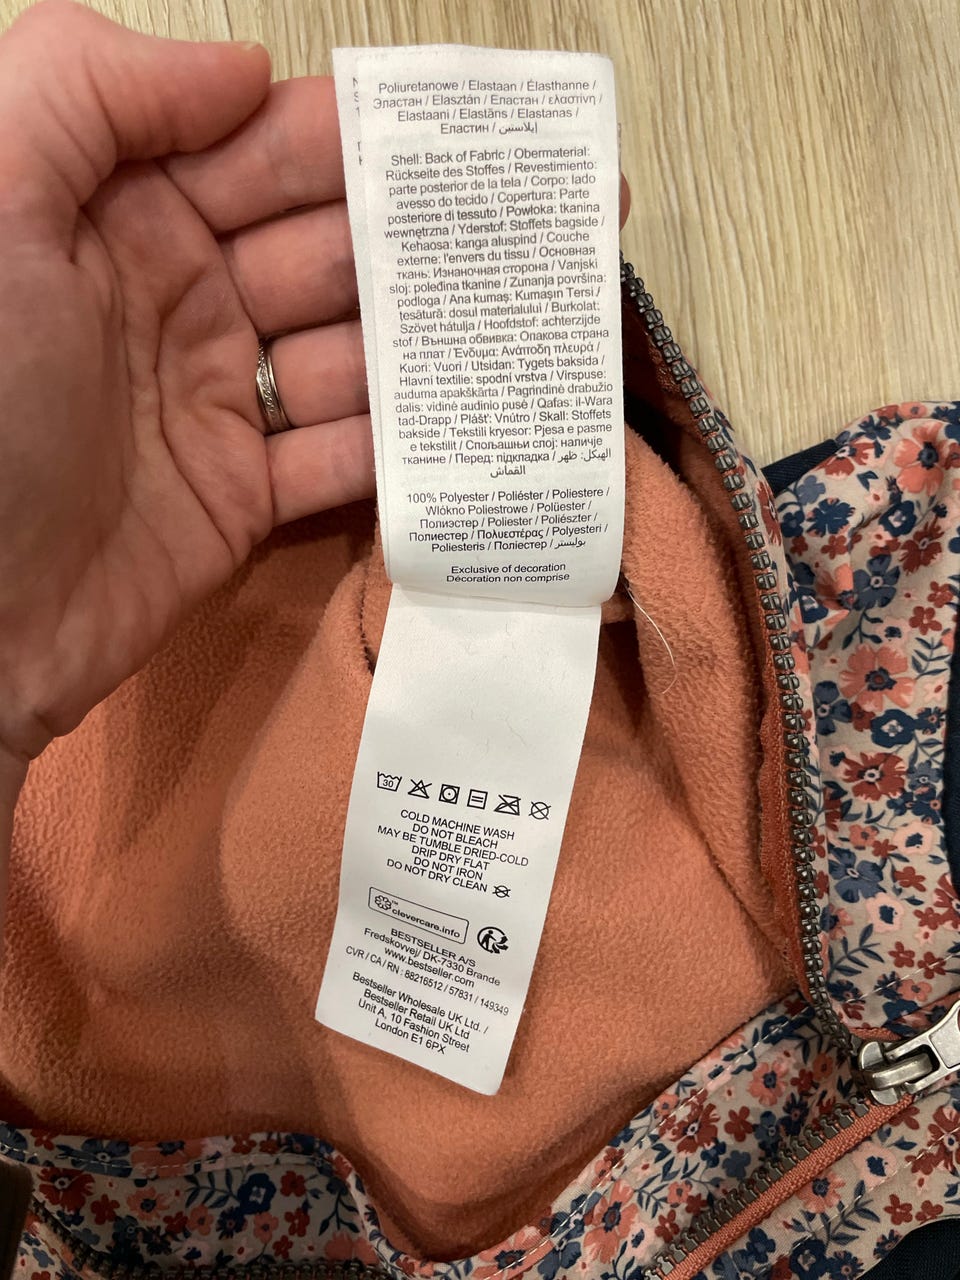 Poliuretanowe / Elastaan / Élasthanne /
Эластан / Elasztán / Еластан / ελαστίνη /
Elastaani / Elastāns / Elastanas /
Еластин / إيلاستين
Shell: Back of Fabric / Obermaterial:
Rückseite des Stoffes / Revestimiento:
parte posterior de la tela / Corpo: lado
avesso do tecido / Copertura: Parte
posteriore di tessuto / Powłoka: tkanina
wewnętrzna / Yderstof: Stoffets bagside /
Kehaosa: kanga aluspind / Couche
externe: l'envers du tissu / Основная
ткань: Изнаночная сторона / Vanjski
sloj: poleđina tkanine / Zunanja površina:
podloga / Ana kumaş: Kumaşın Tersi /
țesătură: dosul materialului / Burkolat:
Szövet hátulja / Hoofdstof: achterzijde
stof / Външна обвивка: Опакова страна
на плат / Ένδυμα: Ανάποδη πλευρά /
Kuori: Vuori / Utsidan: Tygets baksida /
Hlavní textilie: spodní vrstva / Virspuse:
auduma apakškārta / Pagrindinė drabužio
dalis: vidinė audinio pusė / Qafas: il-Wara
tad-Drapp / Plášť: Vnútro / Skall: Stoffets
bakside / Tekstili kryesor: Pjesa e pasme
e tekstilit / Спољашњи слој: наличје
тканине / Перед: підкладка / الهيكل: ظهر
القماش
100% Polyester / Poliéster / Poliestere /
Włókno Poliestrowe / Polüester /
Полиэстер / Poliester / Poliészter /
Полиестер / Πολυεστέρας / Polyesteri /
Poliesteris / Поліестер / بوليستر
Exclusive of decoration
Décoration non comprise
30
COLD MACHINE WASH
DO NOT BLEACH
MAY BE TUMBLE DRIED-COLD
DRIP DRY FLAT
DO NOT IRON
DO NOT DRY CLEAN
™ clevercare.info
BESTSELLER A/S
Fredskovvej/ DK-7330 Brande
www.bestseller.com
CVR / CA / RN : 88216512 / 57831 / 149349
Bestseller Wholesale UK Ltd. /
Bestseller Retail UK Ltd
Unit A, 10 Fashion Street
London E1 6PX